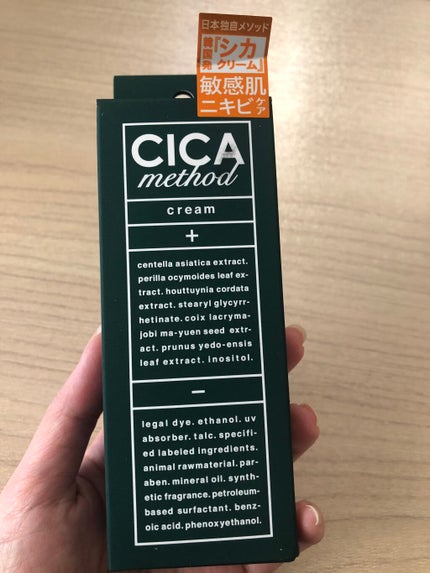 日本独自メソッド
韓国発『シカクリーム』
敏感肌
ニキビケア
CICA
method
cream
+
centella asiatica extract.
perilla ocymoides leaf ex-
tract. houttuynia cordata
extract. stearyl glycyrr-
hetinate. coix lacryma-
jobi ma-yuen seed extr-
act. prunus yedo-ensis
leaf extract. inositol.
−
legal dye. ethanol. uv
absorber. talc. specifi-
ed labeled ingredients.
animal rawmaterial. par-
aben. mineral oil. synth-
etic fragrance. petroleum-
based surfactant. benz-
oic acid. phenoxyethanol.